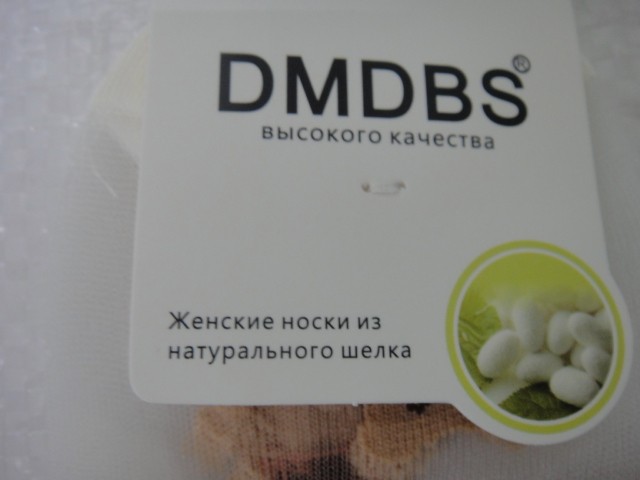 DMDBS®
высокого качества
Женские носки из
натурального шелка